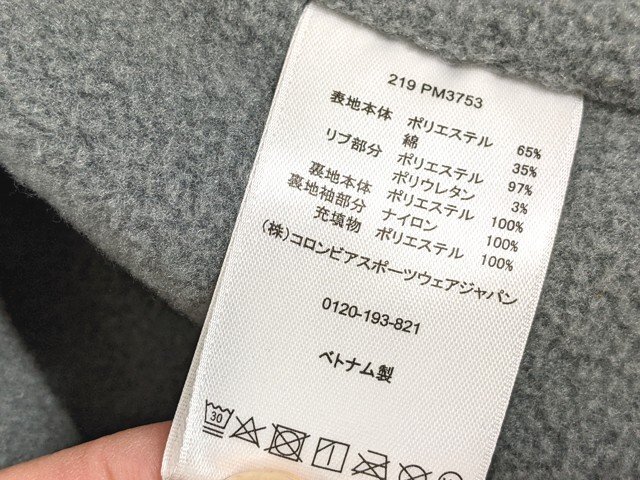 219 PM3753
表地本体 ポリエステル 65%
綿 35%
リブ部分 ポリエステル 97%
ポリウレタン 3%
裏地本体 ポリエステル 100%
裏地袖部分 ナイロン 100%
充填物 ポリエステル 100%
(株)コロンビアスポーツウェアジャパン
0120-193-821
ベトナム製
30